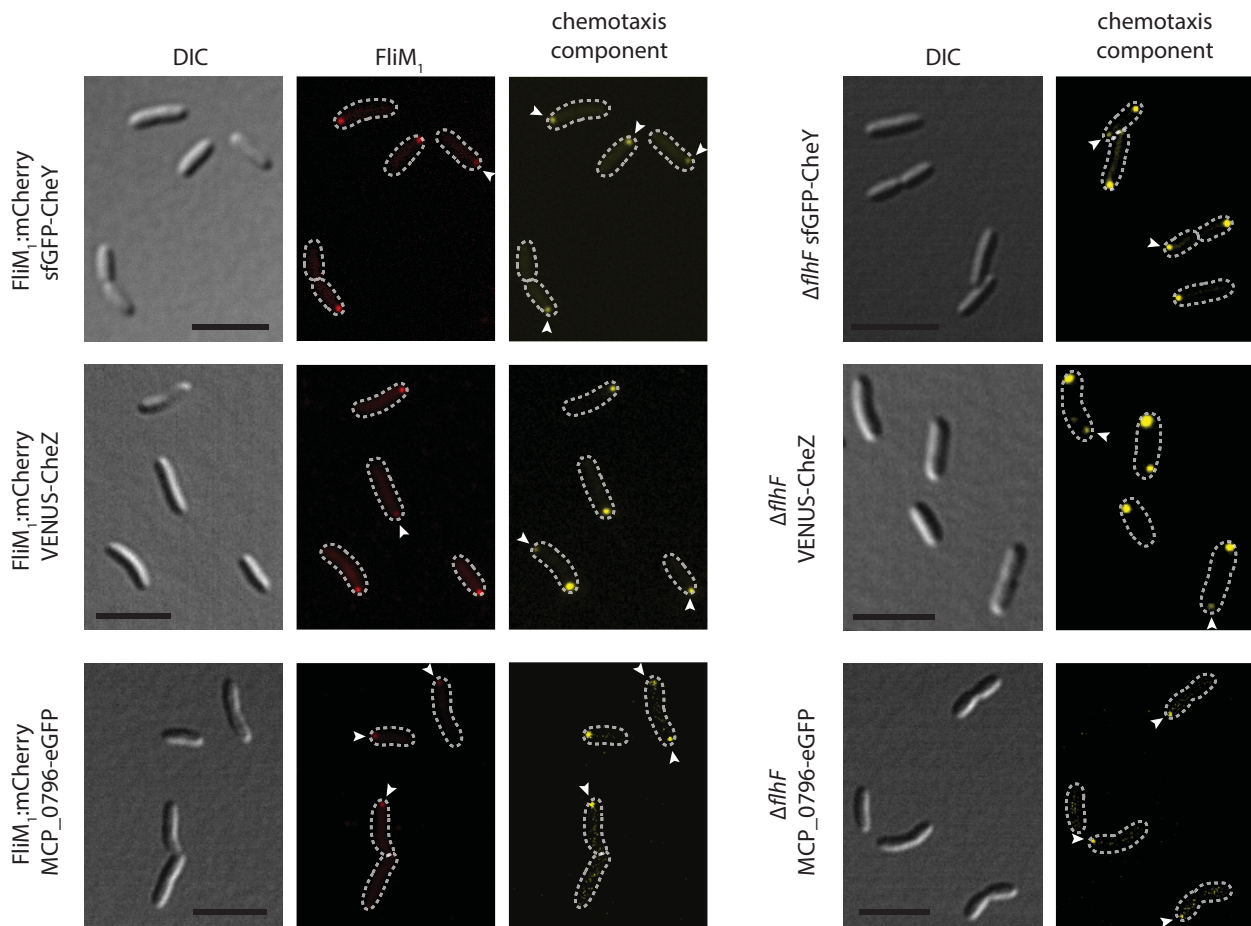 chemotaxis
component
DIC
FliM1
chemotaxis
component
DIC
FliM1:mCherry
sfGFP-CheY
ΔflhF sfGFP-CheY
FliM1:mCherry
VENUS-CheZ
ΔflhF
VENUS-CheZ
FliM1:mCherry
MCP_0796-eGFP
ΔflhF
MCP_0796-eGFP